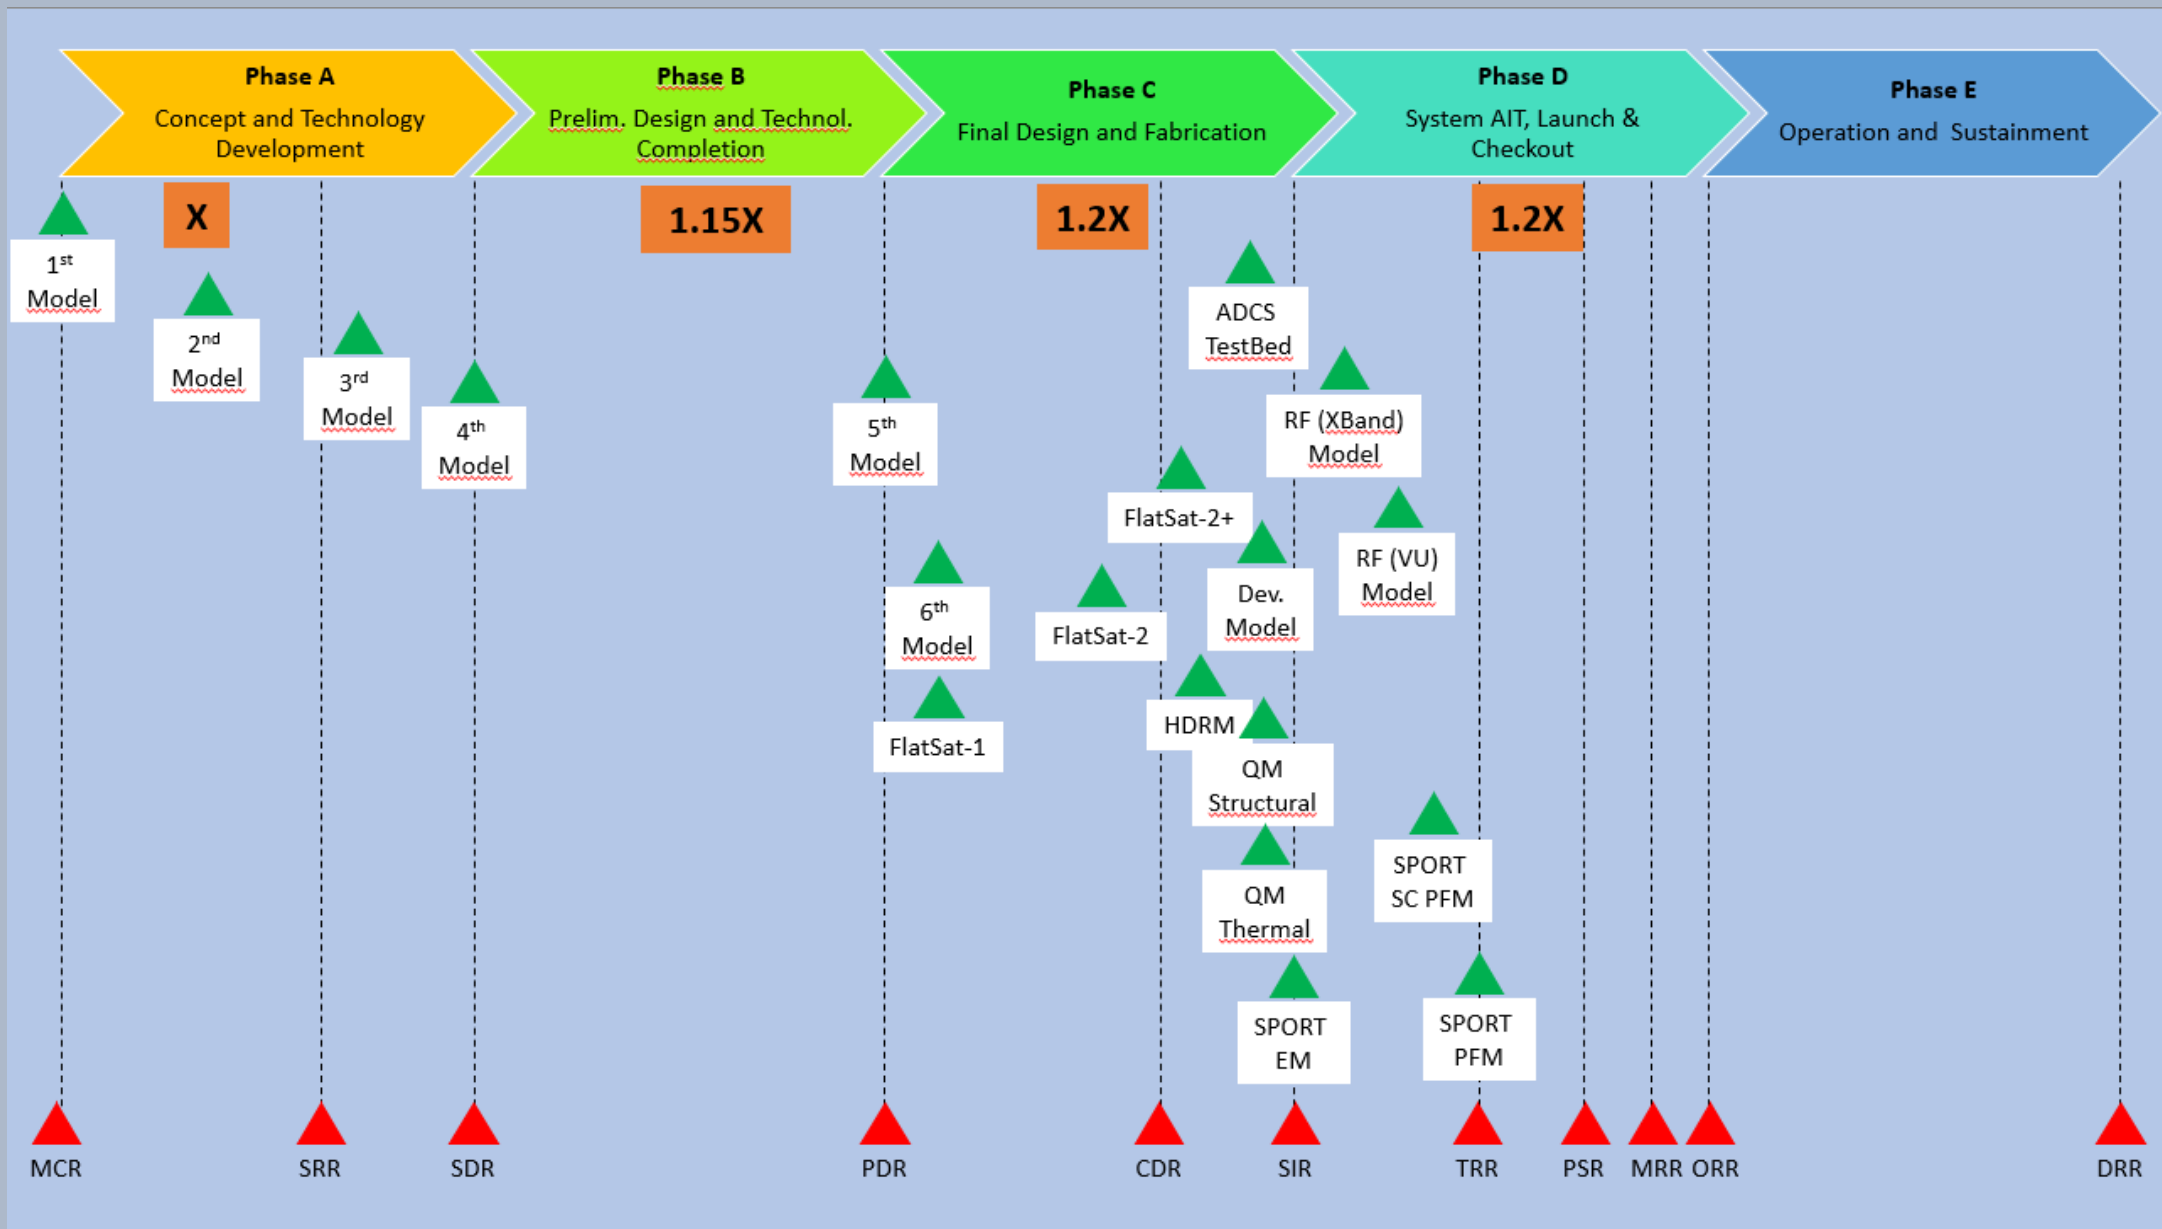 Phase A
Concept and Technology
Development
Phase B
Prelim. Design and Technol.
Completion
Phase C
Final Design and Fabrication
Phase D
System AIT, Launch &
Checkout
Phase E
Operation and  Sustainment
X
1.15X
1.2X
1.2X
1st
Model
2nd
Model
3rd
Model
4th
Model
5th
Model
6th
Model
FlatSat-1
FlatSat-2
FlatSat-2+
ADCS
TestBed
RF (XBand)
Model
RF (VU)
Model
Dev.
Model
HDRM
QM
Structural
QM
Thermal
SPORT
EM
SPORT
SC PFM
SPORT
PFM
MCR
SRR
SDR
PDR
CDR
SIR
TRR
PSR
MRR
ORR
DRR